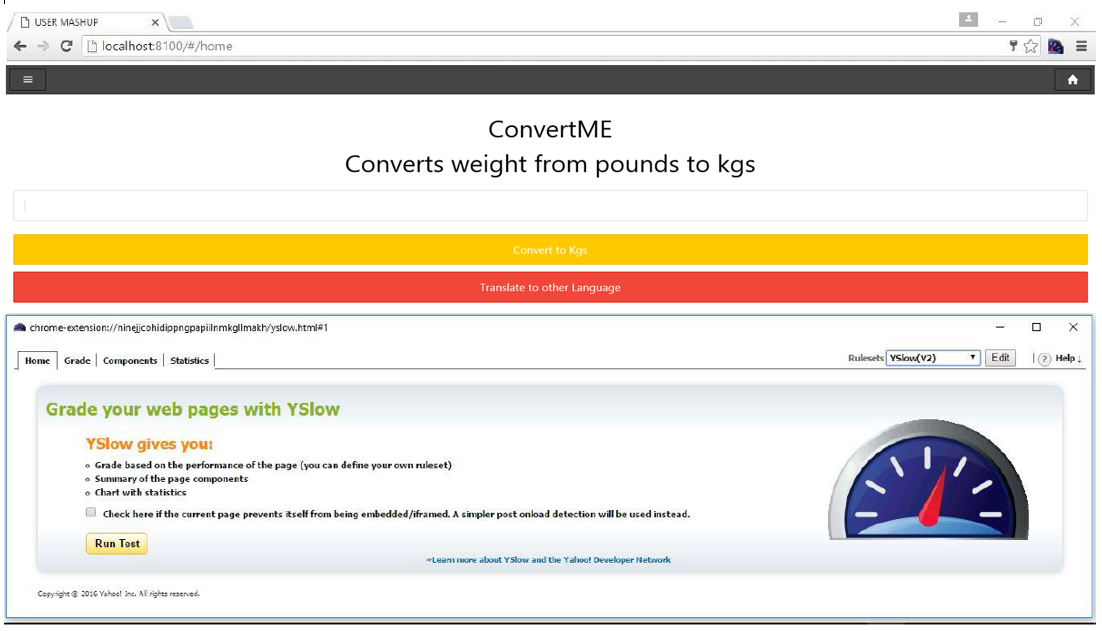 USER MASHUP
localhost:8100/#/home
ConvertME
Converts weight from pounds to kgs
Convert to Kgs
Translate to other Language
chrome-extension://ninejjcohidippngpapiilnmkgllmakh/yslow.html#1
Home Grade Components Statistics Rulesets YSlow(V2) Edit ? Help ↓
Grade your web pages with YSlow
YSlow gives you:
Grade based on the performance of the page (you can define your own ruleset)
Summary of the page components
Chart with statistics
Check here if the current page prevents itself from being embedded/iframed. A simpler post onload detection will be used instead.
Run Test
»Learn more about YSlow and the Yahoo! Developer Network
Copyright @ 2016 Yahoo! Inc. All rights reserved.